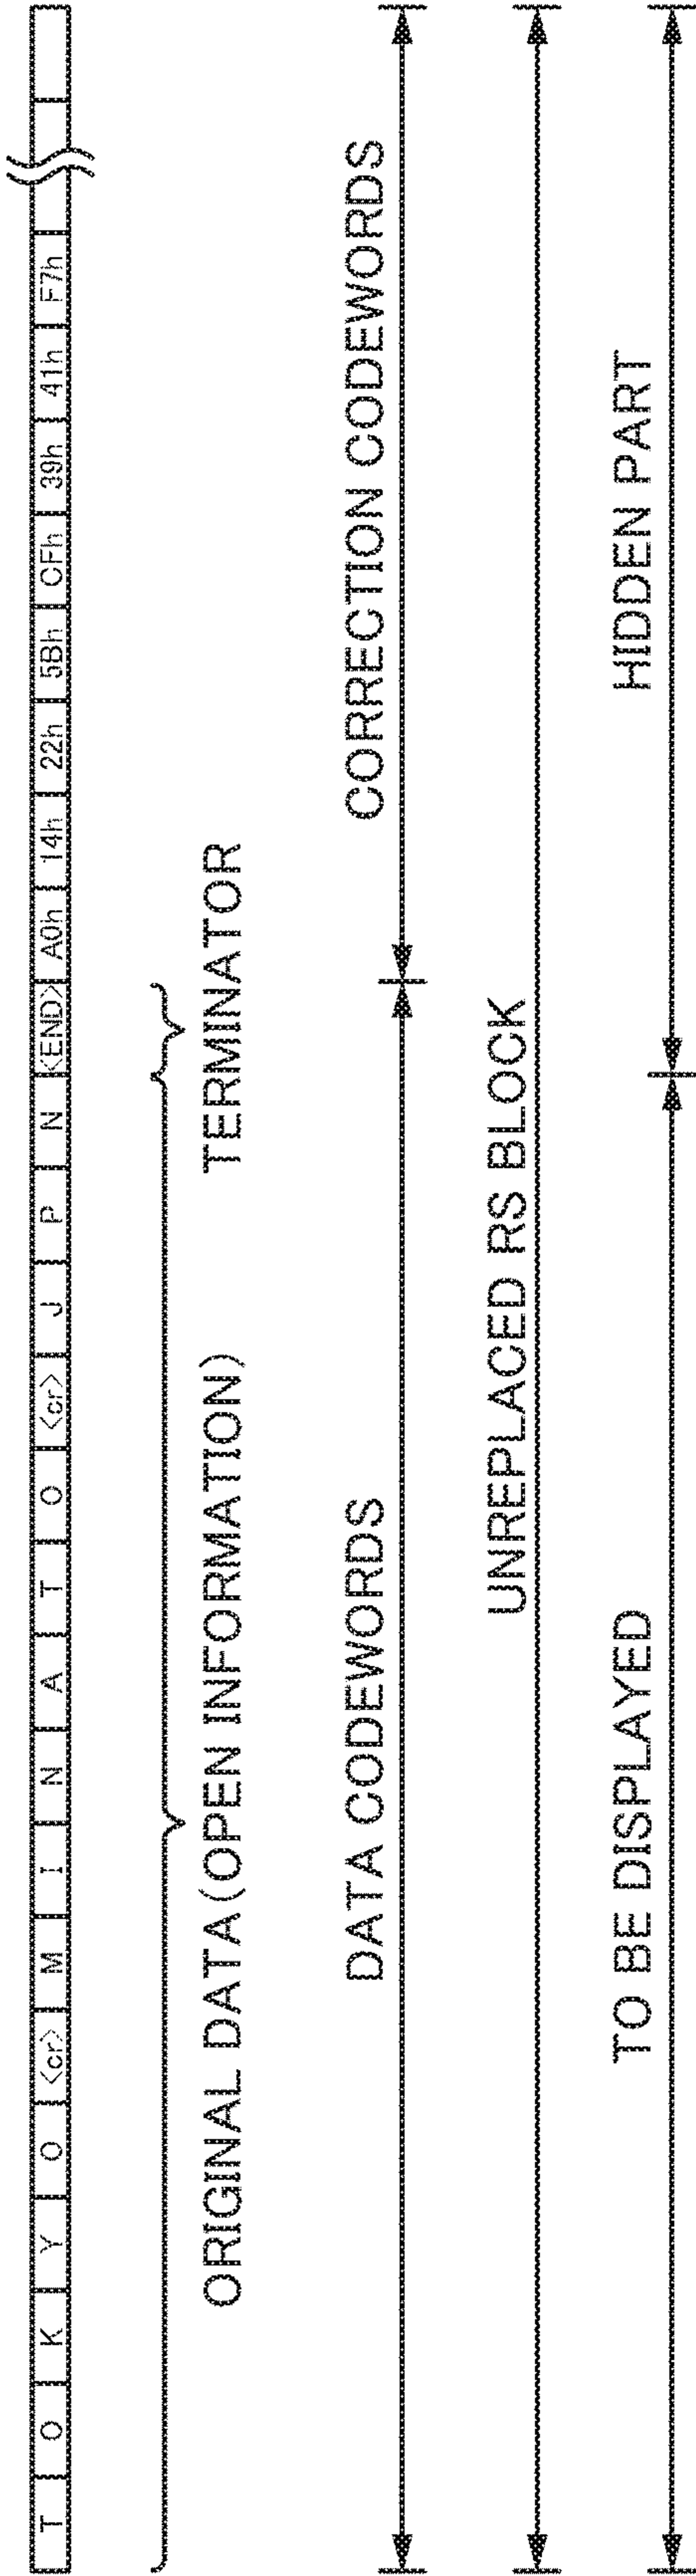 T O K Y O <cr> M I N A T O <cr> J P N <END> A0h 14h 22h 5Bh CFh 39h 41h F7h
ORIGINAL DATA(OPEN INFORMATION) TERMINATOR
DATA CODEWORDS CORRECTION CODEWORDS
UNREPLACED RS BLOCK
TO BE DISPLAYED HIDDEN PART